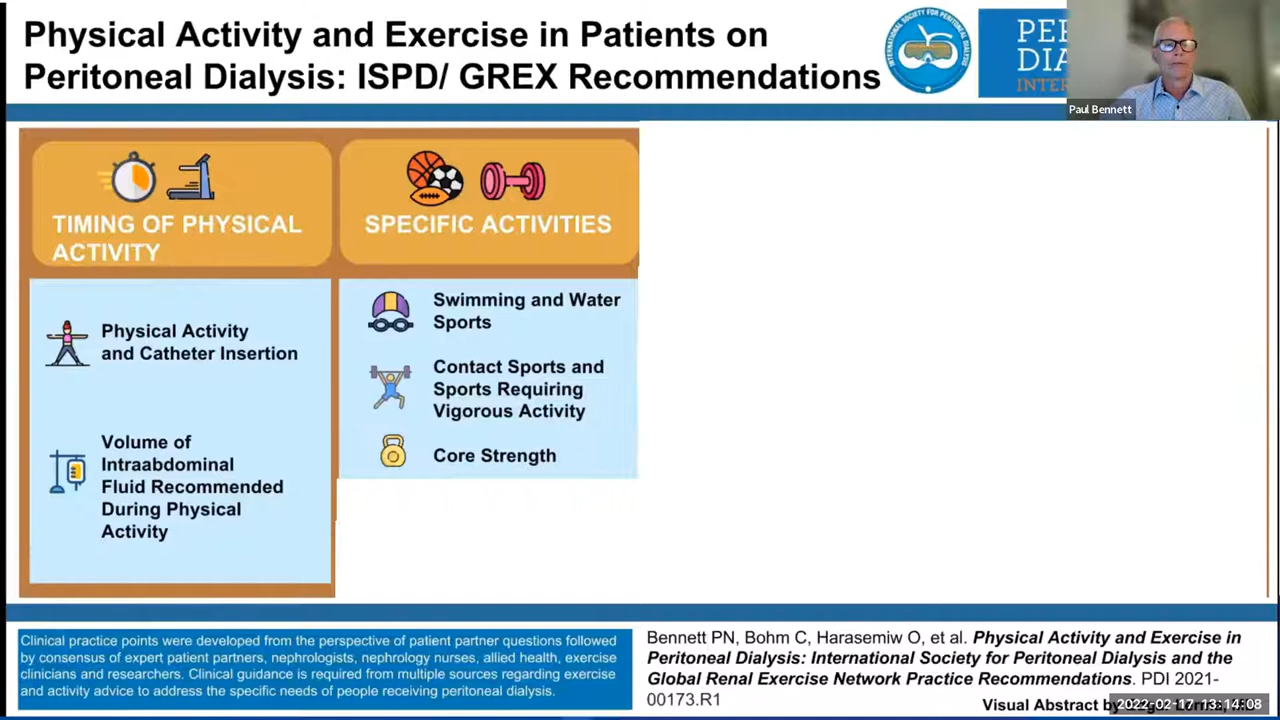 Physical Activity and Exercise in Patients on
Peritoneal Dialysis: ISPD/ GREX Recommendations
INTERNATIONAL SOCIETY FOR PERITONEAL DIALYSIS
Paul Bennett
TIMING OF PHYSICAL
ACTIVITY
SPECIFIC ACTIVITIES
Physical Activity
and Catheter Insertion
Volume of
Intraabdominal
Fluid Recommended
During Physical
Activity
Swimming and Water
Sports
Contact Sports and
Sports Requiring
Vigorous Activity
Core Strength
Clinical practice points were developed from the perspective of patient partner questions followed
by consensus of expert patient partners, nephrologists, nephrology nurses, allied health, exercise
clinicians and researchers. Clinical guidance is required from multiple sources regarding exercise
and activity advice to address the specific needs of people receiving peritoneal dialysis.
Bennett PN, Bohm C, Harasemiw O, et al. Physical Activity and Exercise in
Peritoneal Dialysis: International Society for Peritoneal Dialysis and the
Global Renal Exercise Network Practice Recommendations. PDI 2021-
00173.R1
Visual Abstract by
2022-02-17 13:14:08